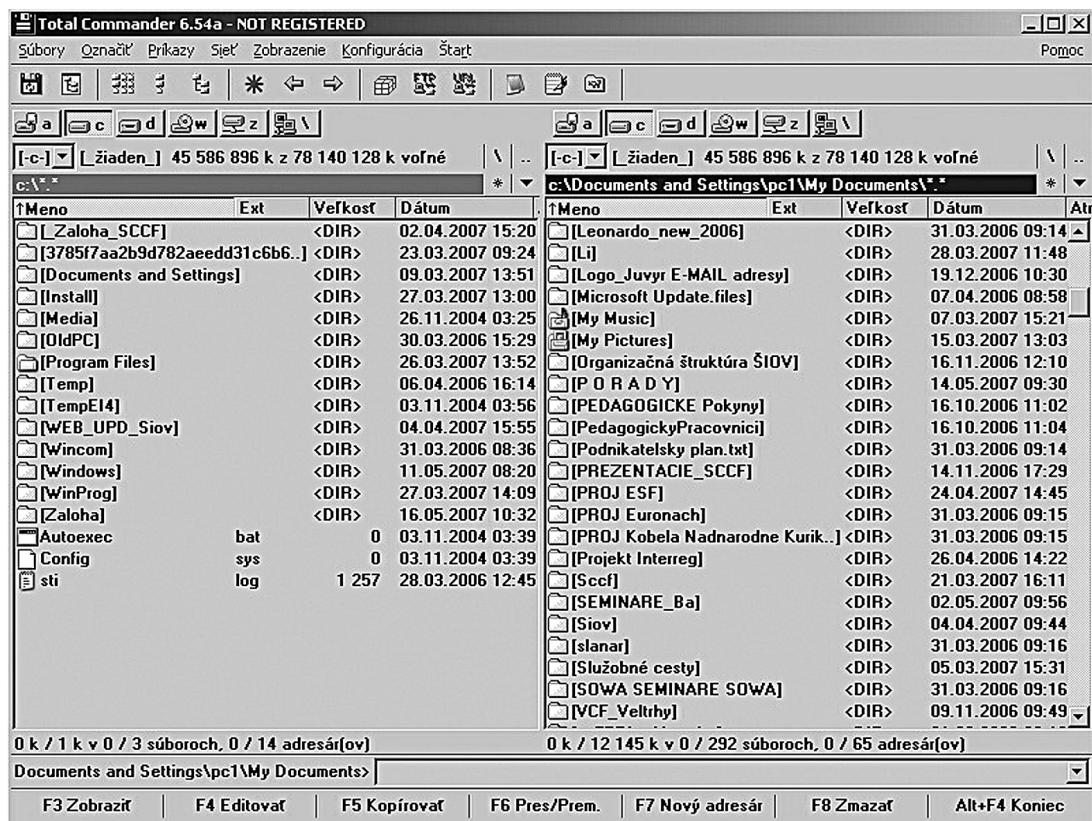 Total Commander 6.54a - NOT REGISTERED
Súbory Označiť Príkazy Sieť Zobrazenie Konfigurácia Štart Pomoc
a c d w z \ a c d w z \
[-c-] [_žiaden_] 45 586 896 k z 78 140 128 k voľné \ .. [-c-] [_žiaden_] 45 586 896 k z 78 140 128 k voľné \ ..
c:\*.* * c:\Documents and Settings\pc1\My Documents\*.* *
↑Meno Ext Veľkosť Dátum ↑Meno Ext Veľkosť Dátum Atr
[_Zaloha_SCCF] <DIR> 02.04.2007 15:20 [Leonardo_new_2006] <DIR> 31.03.2006 09:14
[3785f7aa2b9d782aeedd31c6b6..] <DIR> 23.03.2007 09:24 [Li] <DIR> 28.03.2007 11:48
[Documents and Settings] <DIR> 09.03.2007 13:51 [Logo_Juvyr E-MAIL adresy] <DIR> 19.12.2006 10:30
[Install] <DIR> 27.03.2007 13:00 [Microsoft Update.files] <DIR> 07.04.2006 08:58
[Media] <DIR> 26.11.2004 03:25 [My Music] <DIR> 07.03.2007 15:21
[OldPC] <DIR> 30.03.2006 15:29 [My Pictures] <DIR> 15.03.2007 13:03
[Program Files] <DIR> 26.03.2007 13:52 [Organizačná štruktúra ŠIOV] <DIR> 16.11.2006 12:10
[Temp] <DIR> 06.04.2006 16:14 [P O R A D Y] <DIR> 14.05.2007 09:30
[TempEI4] <DIR> 03.11.2004 03:56 [PEDAGOGICKE Pokyny] <DIR> 16.10.2006 11:02
[WEB_UPD_Siov] <DIR> 04.04.2007 15:55 [PedagogickyPracovnici] <DIR> 16.10.2006 11:04
[Wincom] <DIR> 31.03.2006 08:36 [Podnikatelsky plan.txt] <DIR> 31.03.2006 09:14
[Windows] <DIR> 11.05.2007 08:20 [PREZENTACIE_SCCF] <DIR> 14.11.2006 17:29
[WinProg] <DIR> 27.03.2007 14:09 [PROJ ESF] <DIR> 24.04.2007 14:45
[Zaloha] <DIR> 16.05.2007 10:32 [PROJ Euronach] <DIR> 31.03.2006 09:15
Autoexec bat 0 03.11.2004 03:39 [PROJ Kobela Nadnarodne Kurik..] <DIR> 31.03.2006 09:15
Config sys 0 03.11.2004 03:39 [Projekt Interreg] <DIR> 26.04.2006 14:22
sti log 1 257 28.03.2006 12:45 [Sccf] <DIR> 21.03.2007 16:11
[SEMINARE_Ba] <DIR> 02.05.2007 09:56
[Siov] <DIR> 04.04.2007 09:44
[slanar] <DIR> 31.03.2006 09:16
[Služobné cesty] <DIR> 05.03.2007 15:31
[SOWA SEMINARE SOWA] <DIR> 31.03.2006 09:16
[VCF_Veltrhy] <DIR> 09.11.2006 09:49
0 k / 1 k v 0 / 3 súboroch, 0 / 14 adresár(ov) 0 k / 12 145 k v 0 / 292 súboroch, 0 / 65 adresár(ov)
Documents and Settings\pc1\My Documents>
F3 Zobraziť F4 Editovať F5 Kopírovať F6 Pres/Prem. F7 Nový adresár F8 Zmazať Alt+F4 Koniec